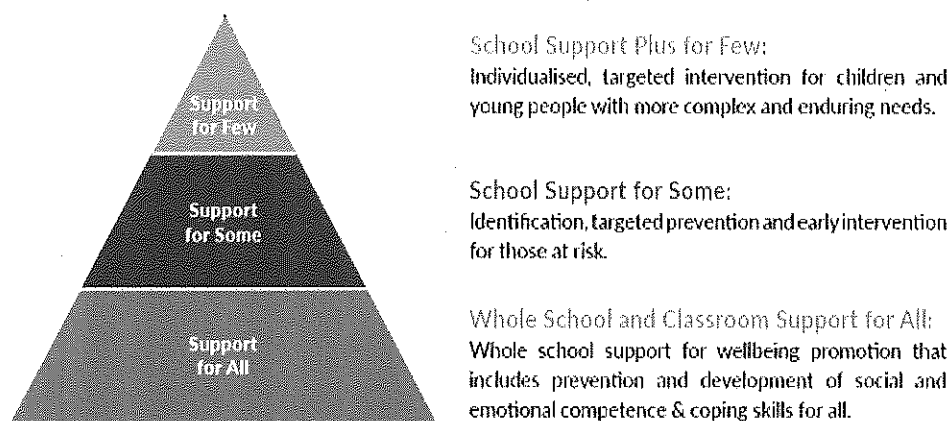 Support
for Few
School Support Plus for Few:
Individualised, targeted intervention for children and
young people with more complex and enduring needs.
Support
for Some
School Support for Some:
Identification, targeted prevention and early intervention
for those at risk.
Support
for All
Whole School and Classroom Support for All:
Whole school support for wellbeing promotion that
includes prevention and development of social and
emotional competence & coping skills for all.